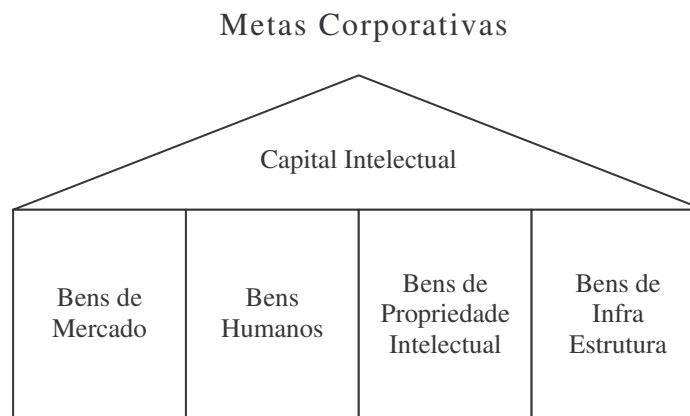 Metas Corporativas
Capital Intelectual
Bens de
Mercado
Bens
Humanos
Bens de
Propriedade
Intelectual
Bens de
Infra
Estrutura